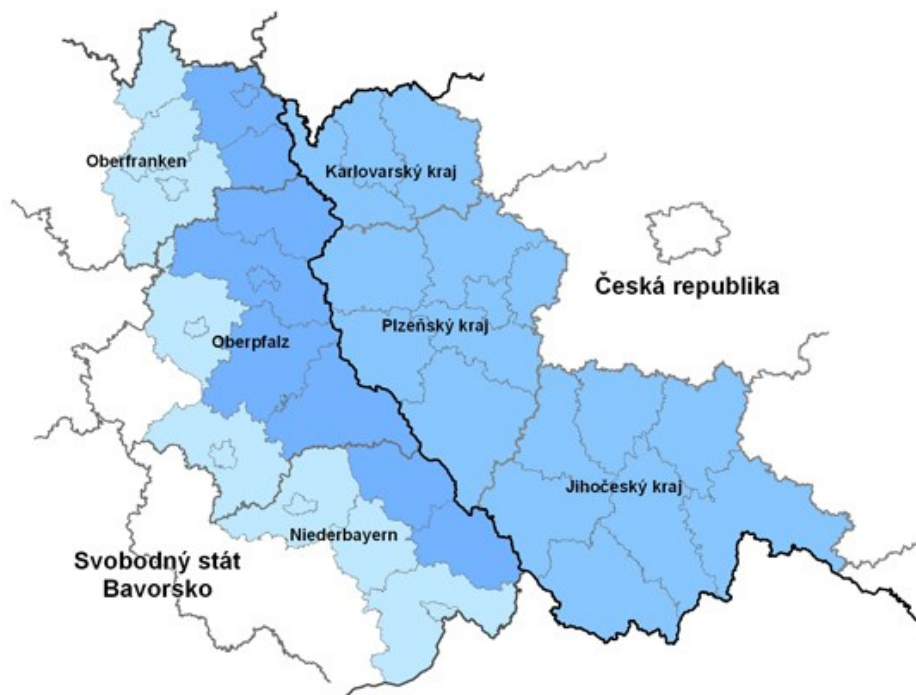 Oberfranken
Karlovarský kraj
Česká republika
Plzeňský kraj
Oberpfalz
Jihočeský kraj
Niederbayern
Svobodný stát
Bavorsko